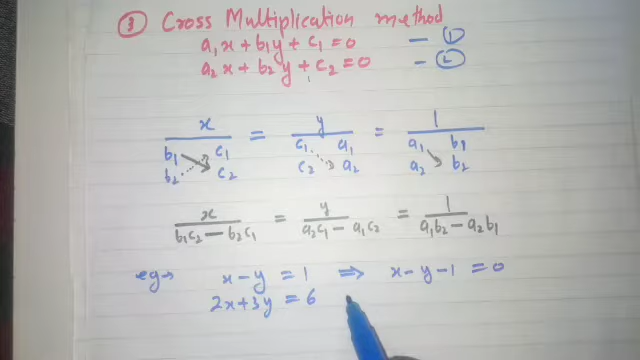 ③ Cross Multiplication method
a₁x + b₁y + c₁ = 0 — ①
a₂x + b₂y + c₂ = 0 — ②
x = y = 1
b₁ c₁ c₁ a₁ a₁ b₁
b₂ c₂ c₂ a₂ a₂ b₂
x = y = 1
b₁c₂ − b₂c₁ a₂c₁ − a₁c₂ a₁b₂ − a₂b₁
eg → x − y = 1 ⇒ x − y − 1 = 0
2x + 3y = 6